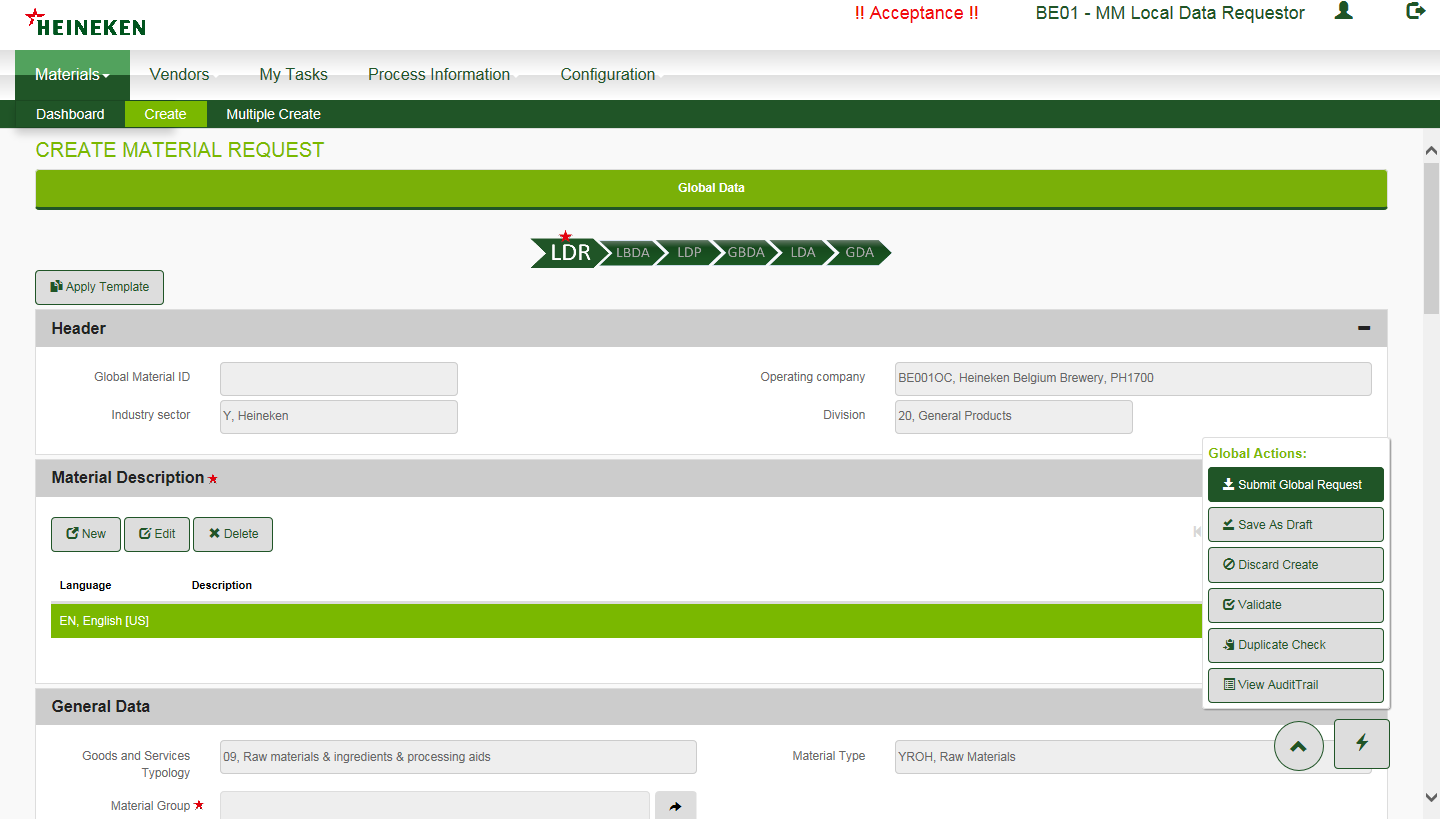 HEINEKEN
!! Acceptance !!
BE01 - MM Local Data Requestor
Materials
Vendors
My Tasks
Process Information
Configuration
Dashboard
Create
Multiple Create
CREATE MATERIAL REQUEST
Global Data
LDR
LBDA
LDP
GBDA
LDA
GDA
Apply Template
Header
Global Material ID
Operating company
BE001OC, Heineken Belgium Brewery, PH1700
Industry sector
Y, Heineken
Division
20, General Products
Global Actions:
Submit Global Request
Save As Draft
Discard Create
Validate
Duplicate Check
View AuditTrail
Material Description
New
Edit
Delete
Language
Description
EN, English [US]
General Data
Goods and Services
Typology
09, Raw materials & ingredients & processing aids
Material Type
YROH, Raw Materials
Material Group